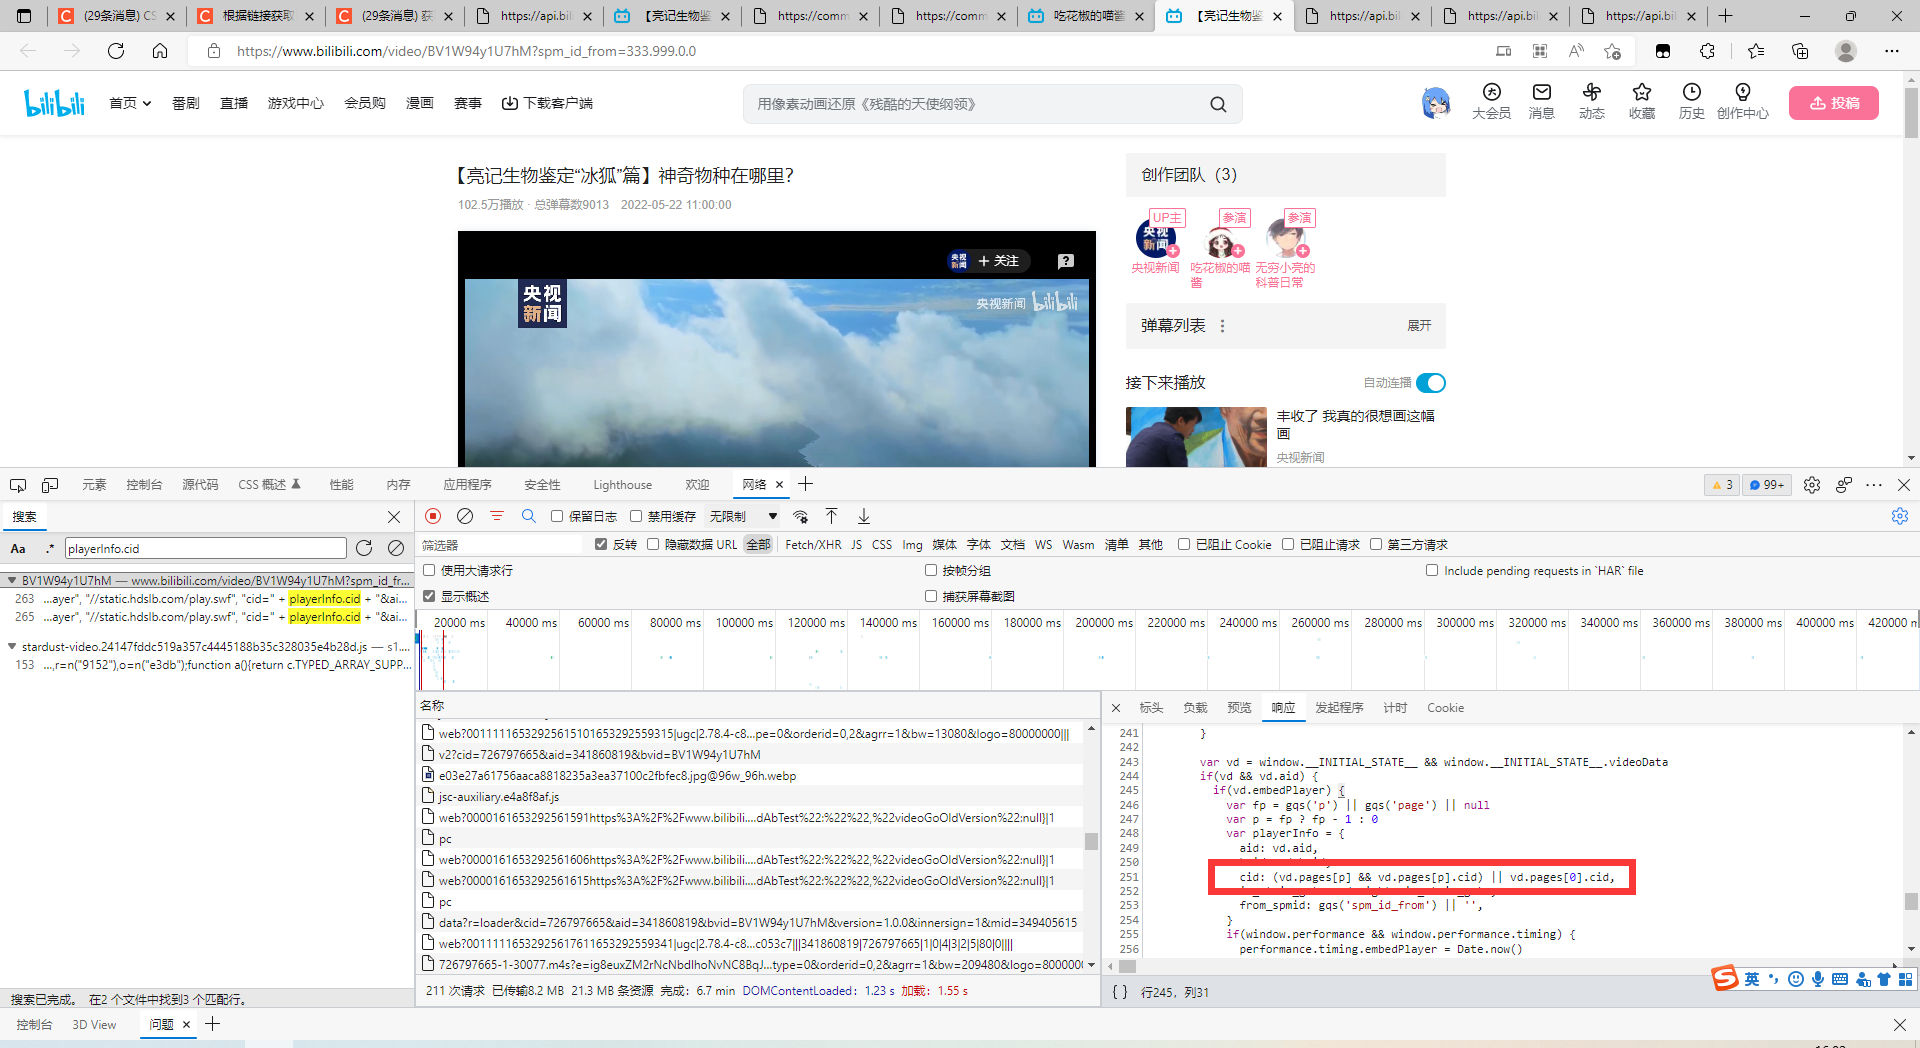 (29条消息) CS
根据链接获取
(29条消息) 获
https://api.bil
【亮记生物鉴
https://comm
https://comm
吃花椒的喵酱
【亮记生物鉴
https://api.bil
https://api.bil
https://api.bil
https://www.bilibili.com/video/BV1W94y1U7hM?spm_id_from=333.999.0.0
bilibili 首页 番剧 直播 游戏中心 会员购 漫画 赛事 下载客户端
用像素动画还原《残酷的天使纲领》
大会员 消息 动态 收藏 历史 创作中心 投稿
【亮记生物鉴定“冰狐”篇】神奇物种在哪里?
102.5万播放 · 总弹幕数9013 2022-05-22 11:00:00
央视新闻 + 关注
央视新闻
央视新闻 bilibili
创作团队（3）
UP主 参演 参演
央视新闻
央视新闻 吃花椒的喵酱 无穷小亮的科普日常
弹幕列表 展开
接下来播放 自动连播
丰收了 我真的很想画这幅画
央视新闻
元素 控制台 源代码 CSS 概述 性能 内存 应用程序 安全性 Lighthouse 欢迎 网络
3 99+
搜索
Aa .* playerInfo.cid
BV1W94y1U7hM — www.bilibili.com/video/BV1W94y1U7hM?spm_id_fr...
263 ...ayer", "//static.hdslb.com/play.swf", "cid=" + playerInfo.cid + "&ai...
265 ...ayer", "//static.hdslb.com/play.swf", "cid=" + playerInfo.cid + "&ai...
stardust-video.24147fddc519a357c4445188b35c328035e4b28d.js — s1....
153 ...,r=n("9152"),o=n("e3db");function a(){return c.TYPED_ARRAY_SUPP...
搜索已完成。 在2 个文件中找到3 个匹配行。
保留日志 禁用缓存 无限制
筛选器 反转 隐藏数据 URL 全部 Fetch/XHR JS CSS Img 媒体 字体 文档 WS Wasm 清单 其他 已阻止 Cookie 已阻止请求 第三方请求
使用大请求行 按帧分组 Include pending requests in `HAR` file
显示概述 捕获屏幕截图
20000 ms 40000 ms 60000 ms 80000 ms 100000 ms 120000 ms 140000 ms 160000 ms 180000 ms 200000 ms 220000 ms 240000 ms 260000 ms 280000 ms 300000 ms 320000 ms 340000 ms 360000 ms 380000 ms 400000 ms 420000 m
名称
web?0011111653292561510165329255931​5|ugc|2.78.4-c8...pe=0&orderid=0,2&agrr=1&bw=13080&logo=80000000|||
v2?cid=726797665&aid=341860819&bvid=BV1W94y1U7hM
e03e27a61756aaca8818235a3ea37100c2fbfec8.jpg@96w_96h.webp
jsc-auxiliary.e4a8f8af.js
web?0000161653292561591https%3A%2F%2Fwww.bilibili....dAbTest%22:%22%22,%22videoGoOldVersion%22:null}|1
pc
web?0000161653292561606https%3A%2F%2Fwww.bilibili....dAbTest%22:%22%22,%22videoGoOldVersion%22:null}|1
web?0000161653292561615https%3A%2F%2Fwww.bilibili....dAbTest%22:%22%22,%22videoGoOldVersion%22:null}|1
pc
data?r=loader&cid=726797665&aid=341860819&bvid=BV1W94y1U7hM&version=1.0.0&innersign=1&mid=349405615
web?0011111653292561761165329255934​1|ugc|2.78.4-c8...c053c7|||341860819|726797665|1|0|4|3|2|5|80|0||||
726797665-1-30077.m4s?e=ig8euxZM2rNcNbdlhoNvNC8BqJ...type=0&orderid=0,2&agrr=1&bw=209480&logo=8000000
211 次请求 已传输8.2 MB 21.3 MB 条资源 完成：6.7 min DOMContentLoaded：1.23 s 加载：1.55 s
标头 负载 预览 响应 发起程序 计时 Cookie
241 }
242
243 var vd = window.__INITIAL_STATE__ && window.__INITIAL_STATE__.videoData
244 if(vd && vd.aid) {
245 if(vd.embedPlayer) {
246 var fp = gqs('p') || gqs('page') || null
247 var p = fp ? fp - 1 : 0
248 var playerInfo = {
249 aid: vd.aid,
250
251 cid: (vd.pages[p] && vd.pages[p].cid) || vd.pages[0].cid,
252
253 from_spmid: gqs('spm_id_from') || '',
254 }
255 if(window.performance && window.performance.timing) {
256 performance.timing.embedPlayer = Date.now()
{ } 行245，列31
英
控制台 3D View 问题